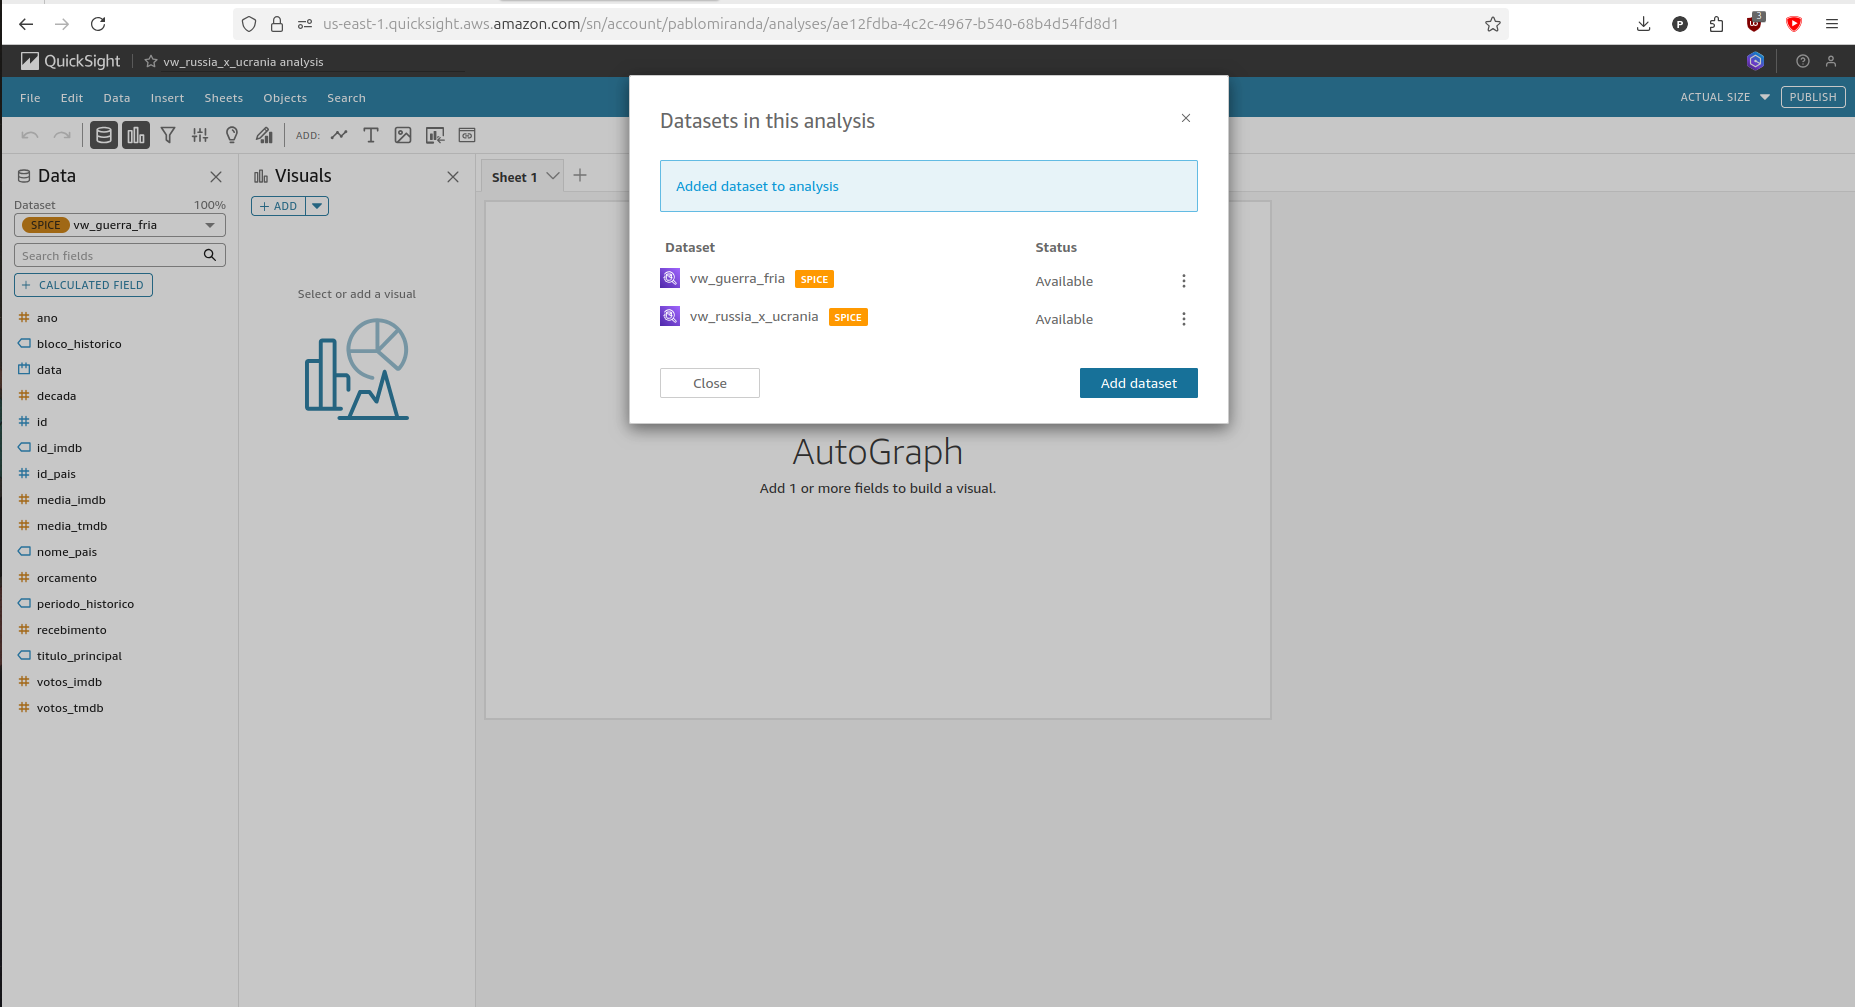 us-east-1.quicksight.aws.amazon.com/sn/account/pablomiranda/analyses/ae12fdba-4c2c-4967-b540-68b4d54fd8d1
P
3
QuickSight
vw_russia_x_ucrania analysis
File Edit Data Insert Sheets Objects Search
ACTUAL SIZE
PUBLISH
ADD:
Data
Dataset
100%
SPICE vw_guerra_fria
Search fields
+ CALCULATED FIELD
ano
bloco_historico
data
decada
id
id_imdb
id_pais
media_imdb
media_tmdb
nome_pais
orcamento
periodo_historico
recebimento
titulo_principal
votos_imdb
votos_tmdb
Visuals
+ ADD
Select or add a visual
Sheet 1
Datasets in this analysis
Added dataset to analysis
Dataset Status
vw_guerra_fria SPICE Available
vw_russia_x_ucrania SPICE Available
Close
Add dataset
AutoGraph
Add 1 or more fields to build a visual.